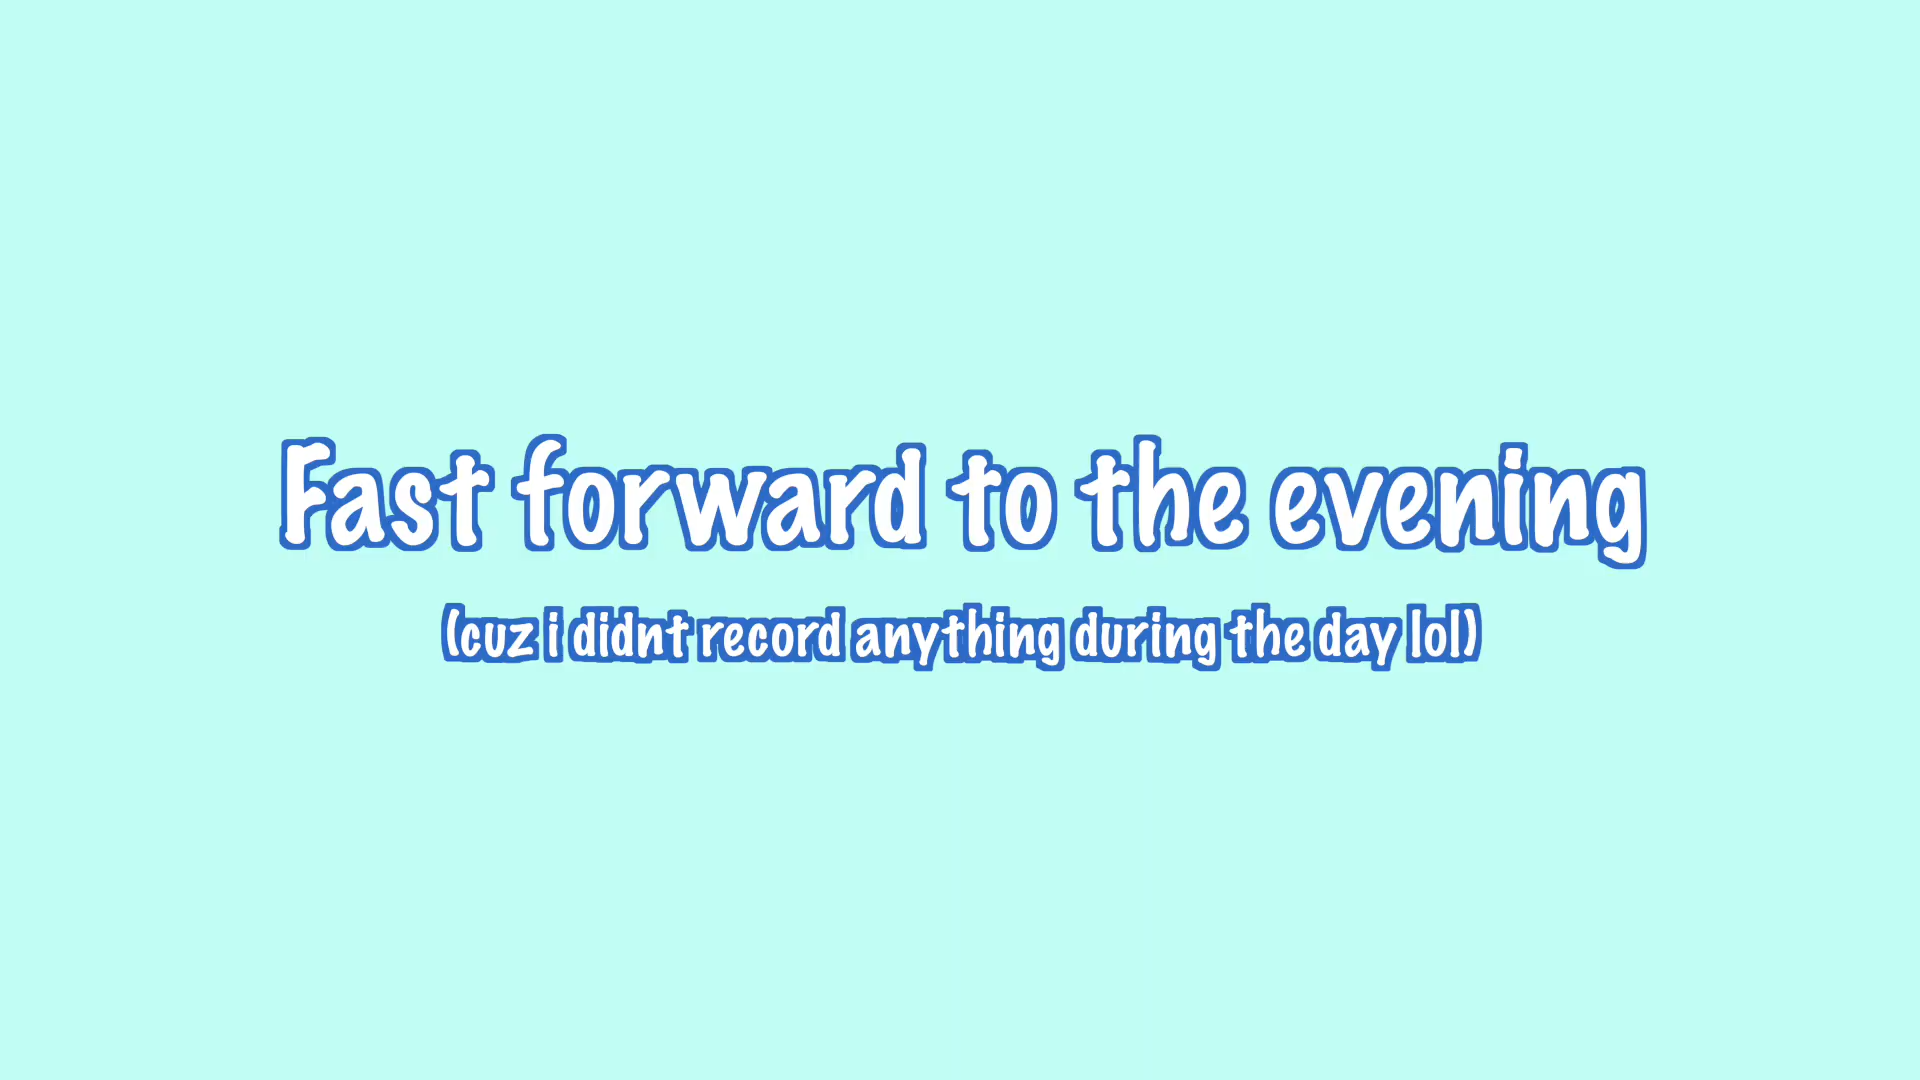 Fast forward to the evening
(cuz i didnt record anything during the day lol)